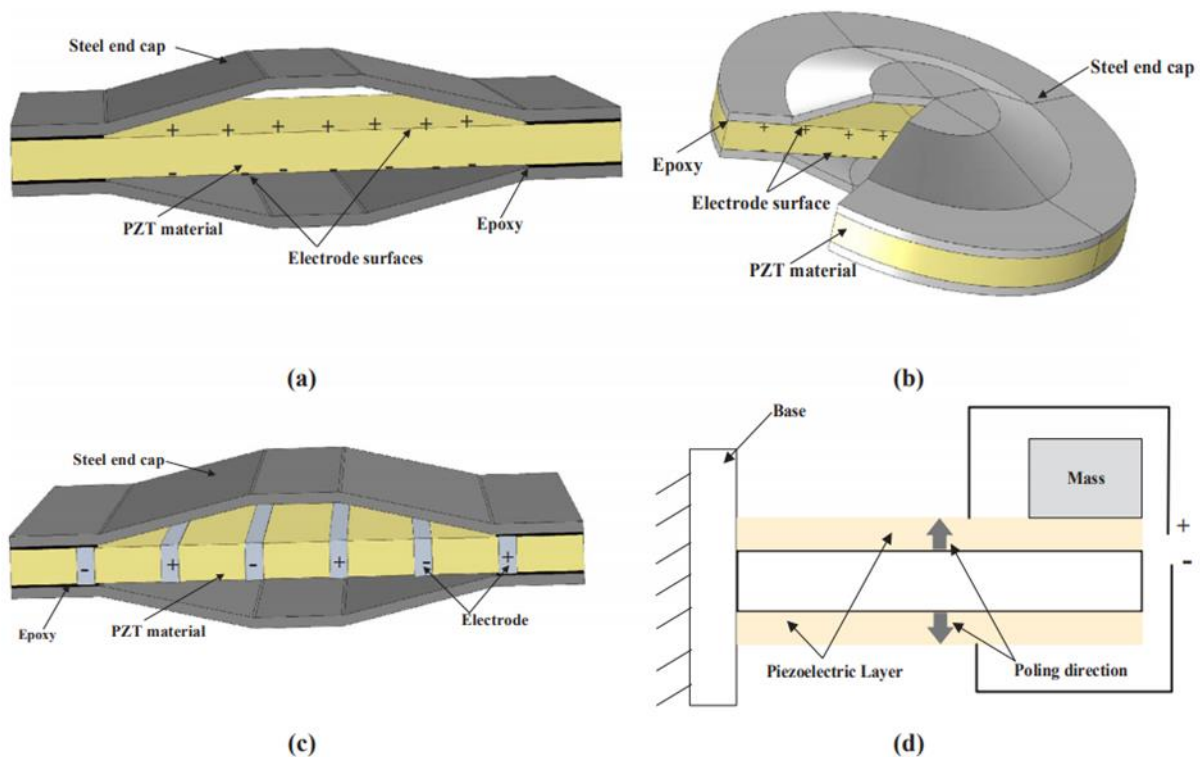 Steel end cap
+ + + + + + +
- - - - - - -
PZT material
Electrode surfaces
Epoxy
(a)
Steel end cap
+ + + +
Epoxy
Electrode surface
PZT material
(b)
Steel end cap
- + - + - +
Epoxy
PZT material
Electrode
(c)
Base
Mass
+
-
Piezoelectric Layer
Poling direction
(d)